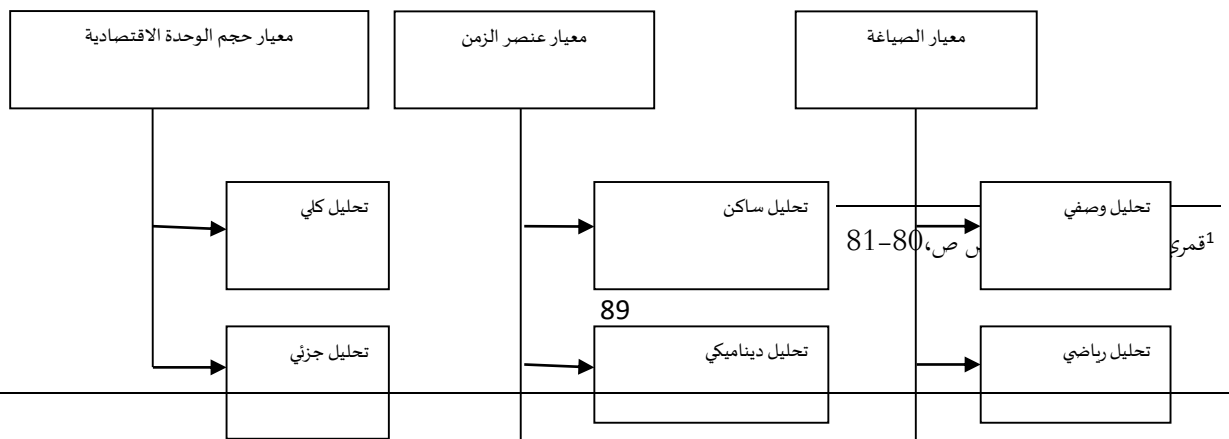 معيار الصياغة
معيار عنصر الزمن
معيار حجم الوحدة الاقتصادية
تحليل وصفي
تحليل ساكن
تحليل كلي
1قمري ص،80-81
89
تحليل رياضي
تحليل ديناميكي
تحليل جزئي